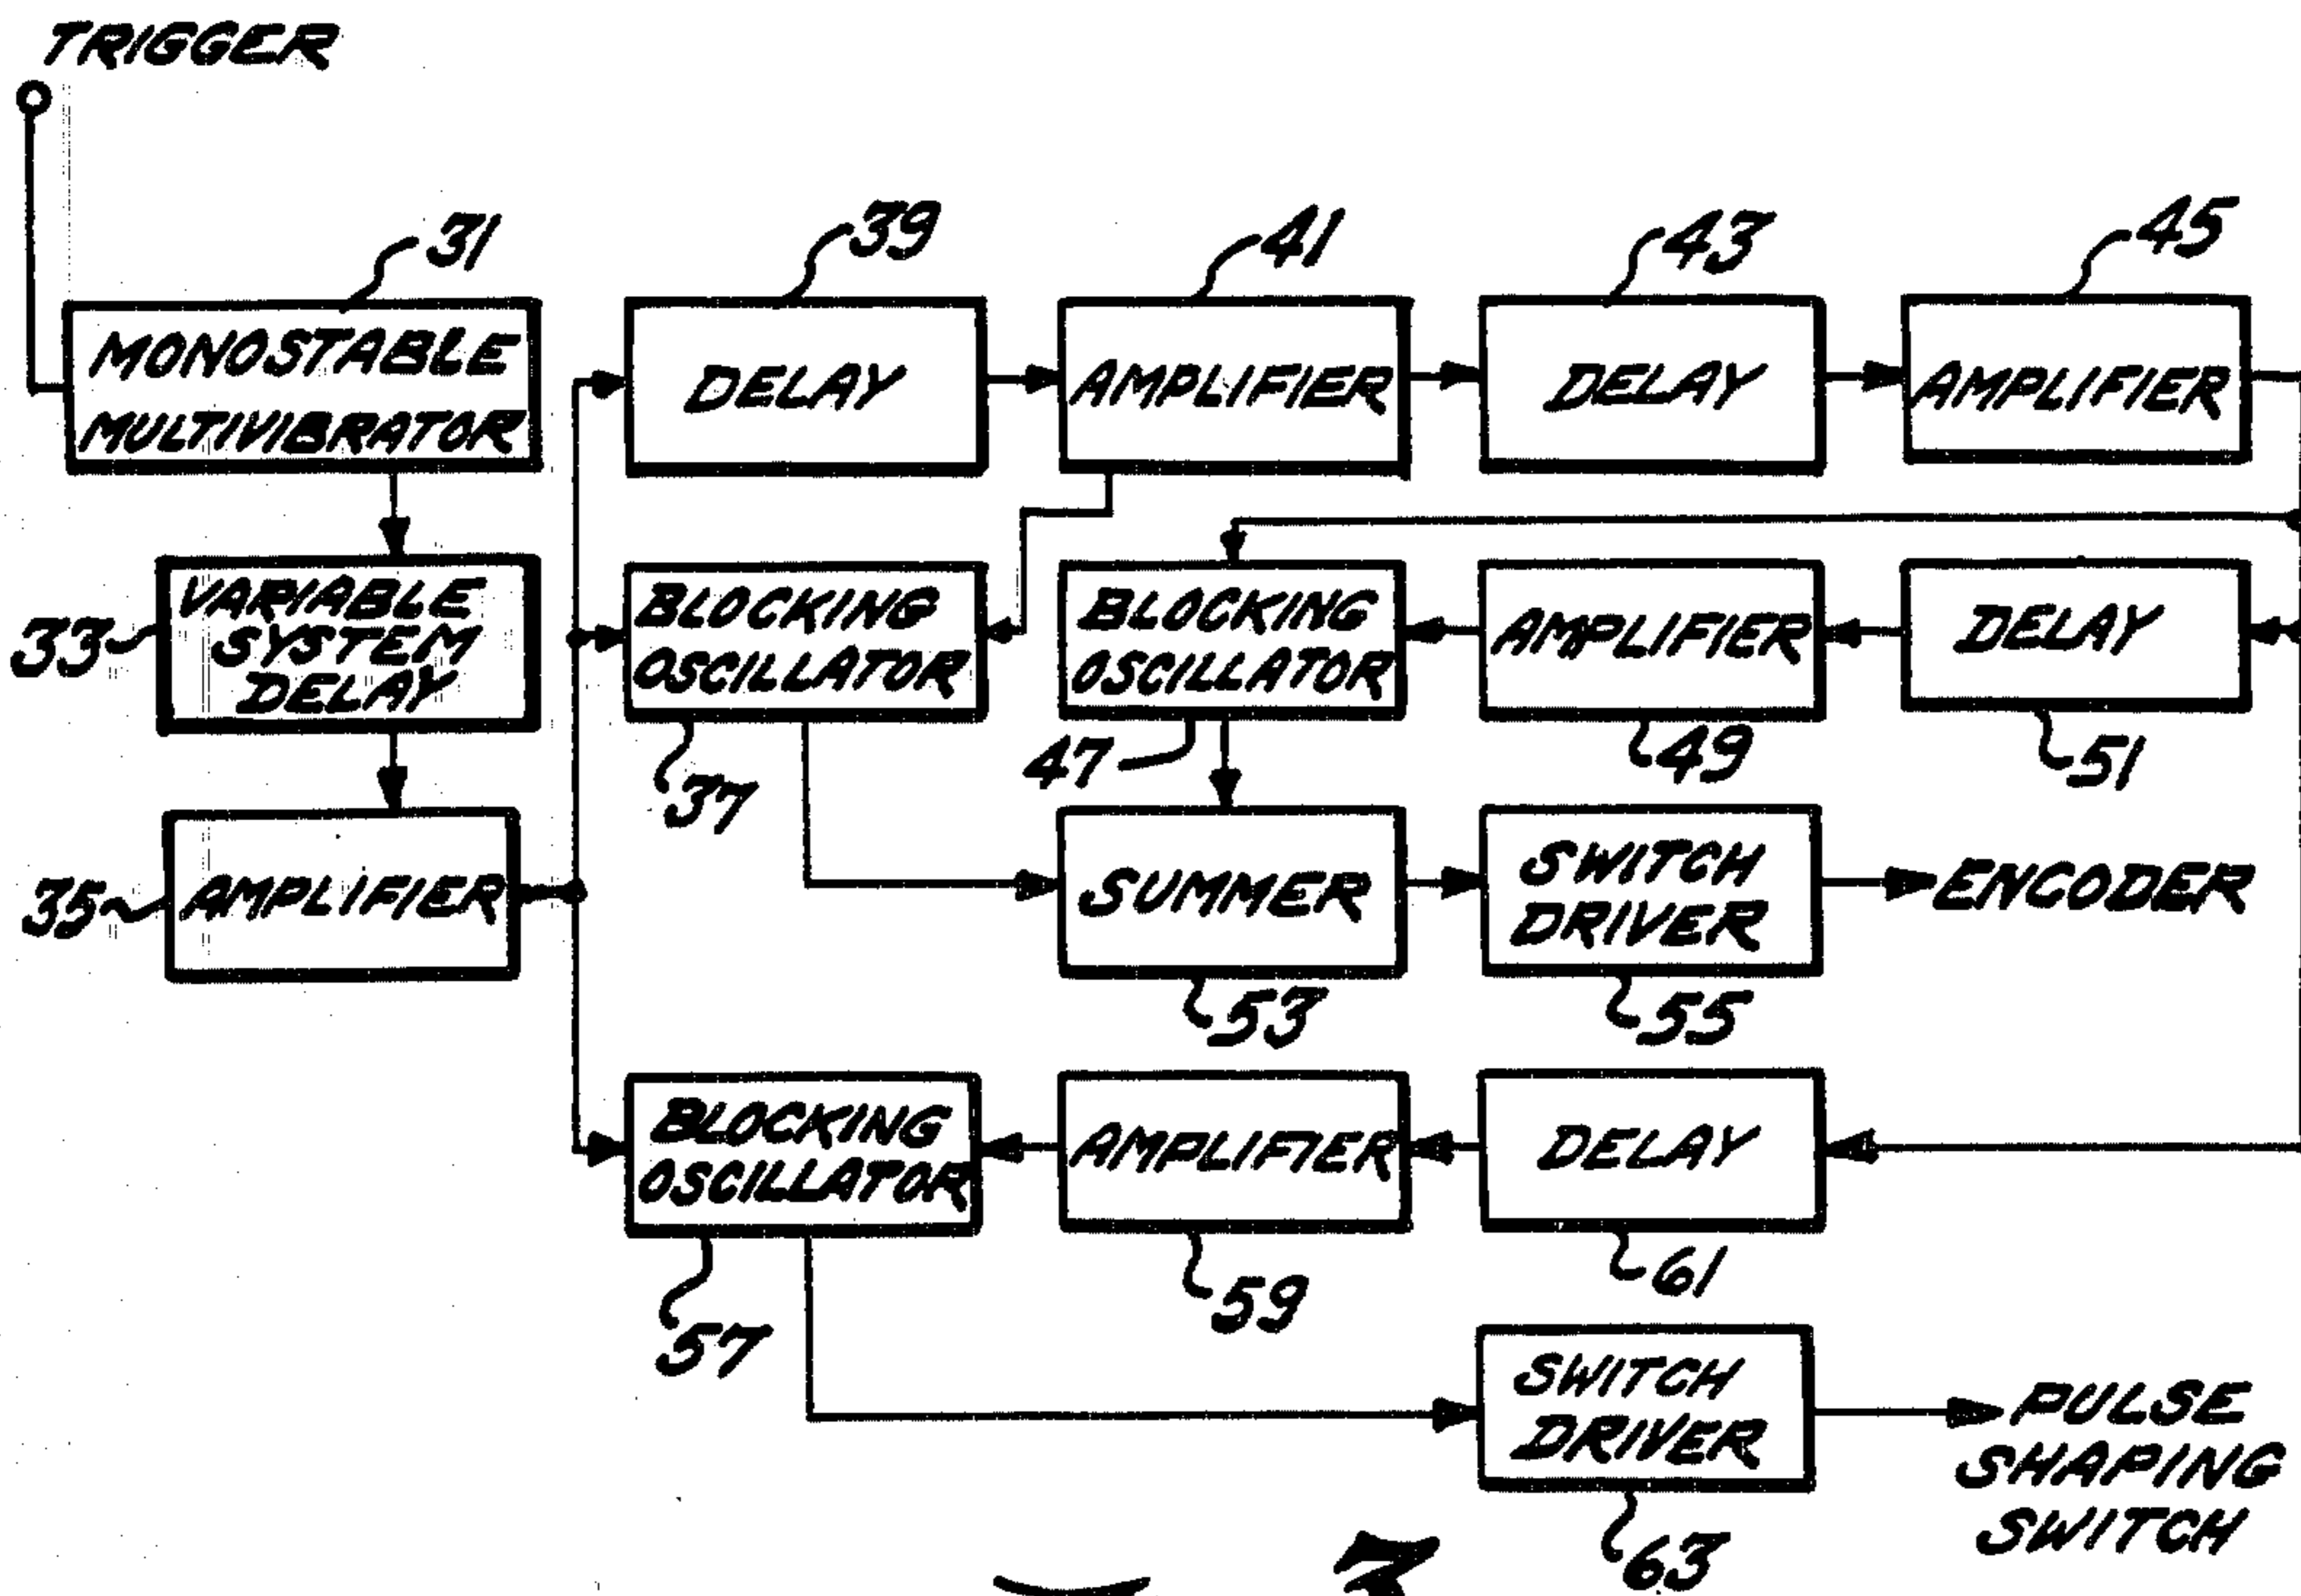 TRIGGER
31
39
41
43
45
MONOSTABLE
MULTIVIBRATOR
DELAY
AMPLIFIER
DELAY
AMPLIFIER
33
VARIABLE
SYSTEM
DELAY
BLOCKING
OSCILLATOR
BLOCKING
OSCILLATOR
AMPLIFIER
DELAY
37
47
49
51
35
AMPLIFIER
SUMMER
SWITCH
DRIVER
ENCODER
53
55
BLOCKING
OSCILLATOR
AMPLIFIER
DELAY
57
59
61
SWITCH
DRIVER
PULSE
SHAPING
SWITCH
63